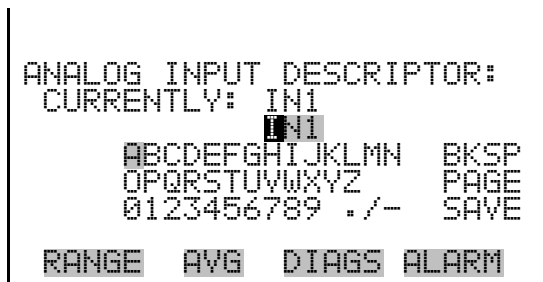 ANALOG INPUT DESCRIPTOR:
CURRENTLY: IN1
IN1
ABCDEFGHIJKLMN BKSP
OPQRSTUVWXYZ PAGE
0123456789 ./- SAVE
RANGE AVG DIAGS ALARM